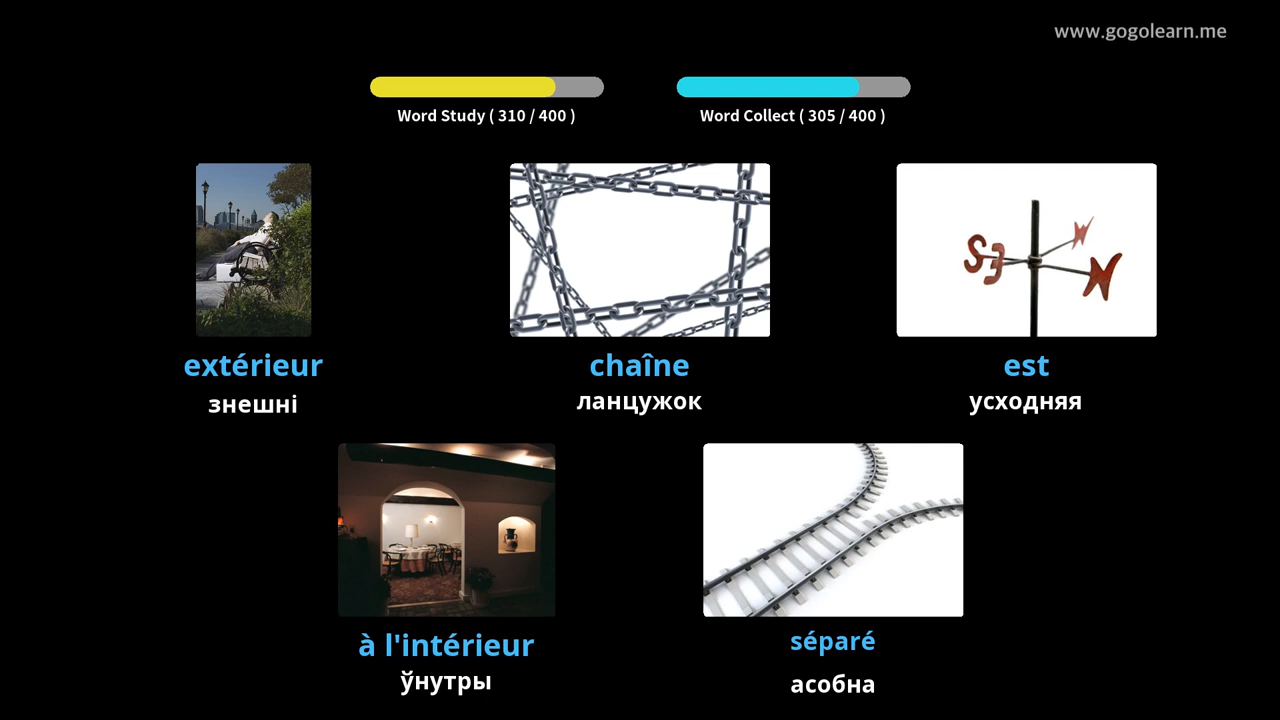 www.gogolearn.me
Word Study ( 310 / 400 )
Word Collect ( 305 / 400 )
S
E
N
W
extérieur
chaîne
est
знешні
ланцужок
усходняя
à l'intérieur
séparé
ўнутры
асобна